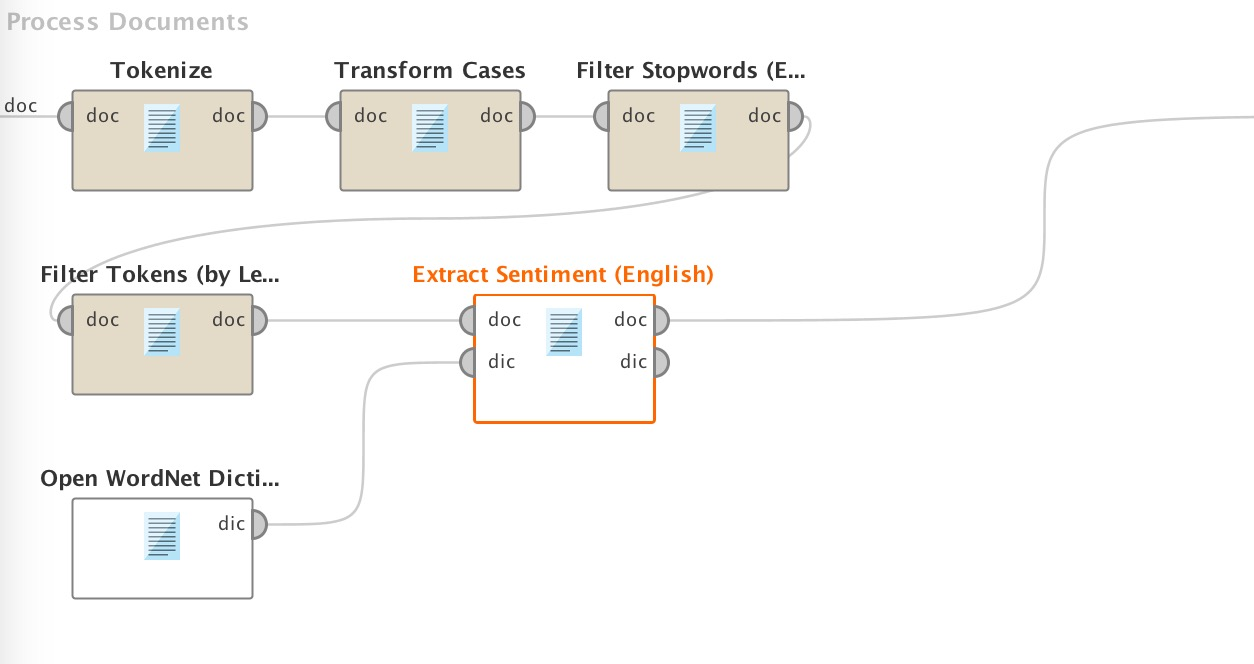 Process Documents
Tokenize
Transform Cases
Filter Stopwords (E...
doc
doc doc
doc doc
doc doc
Filter Tokens (by Le...
Extract Sentiment (English)
doc doc
doc doc
dic dic
Open WordNet Dicti...
dic